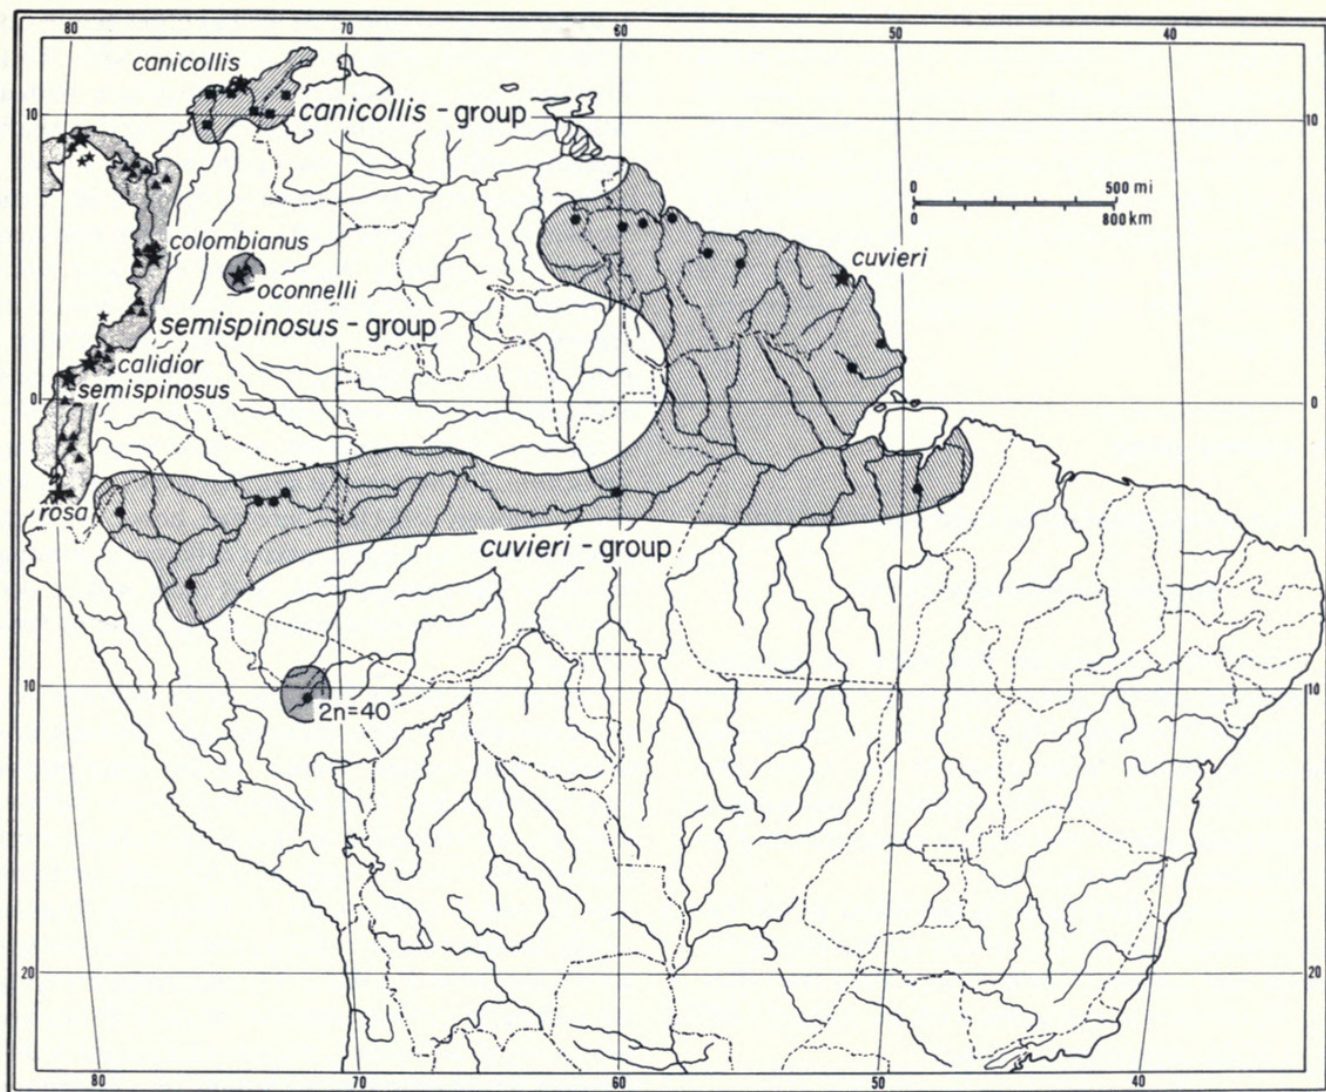 80 70 60 50 40
canicollis
canicollis - group
10 10
0 500 mi
0 800 km
colombianus
cuvieri
oconnelli
semispinosus - group
calidior
semispinosus
0 0
rosa
cuvieri - group
10 10
2n=40
20 20
80 70 60 50 40